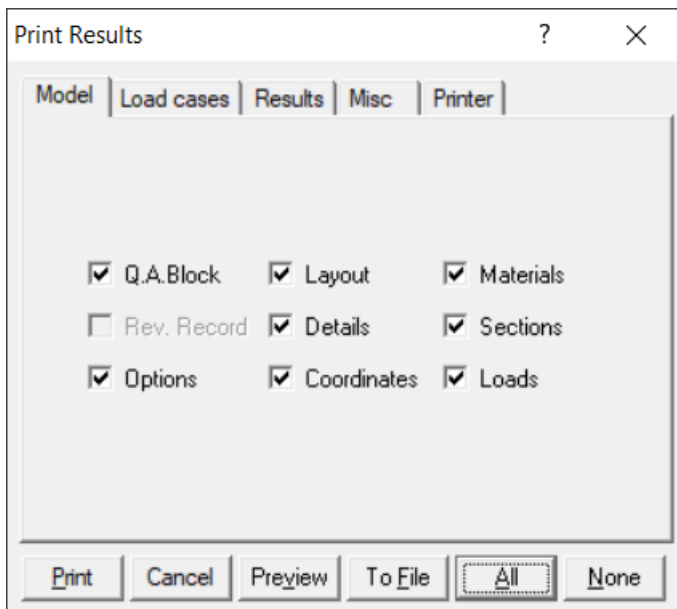 Print Results ?
Model Load cases Results Misc Printer
Q.A.Block Layout Materials
Rev. Record Details Sections
Options Coordinates Loads
Print Cancel Preview To File All None